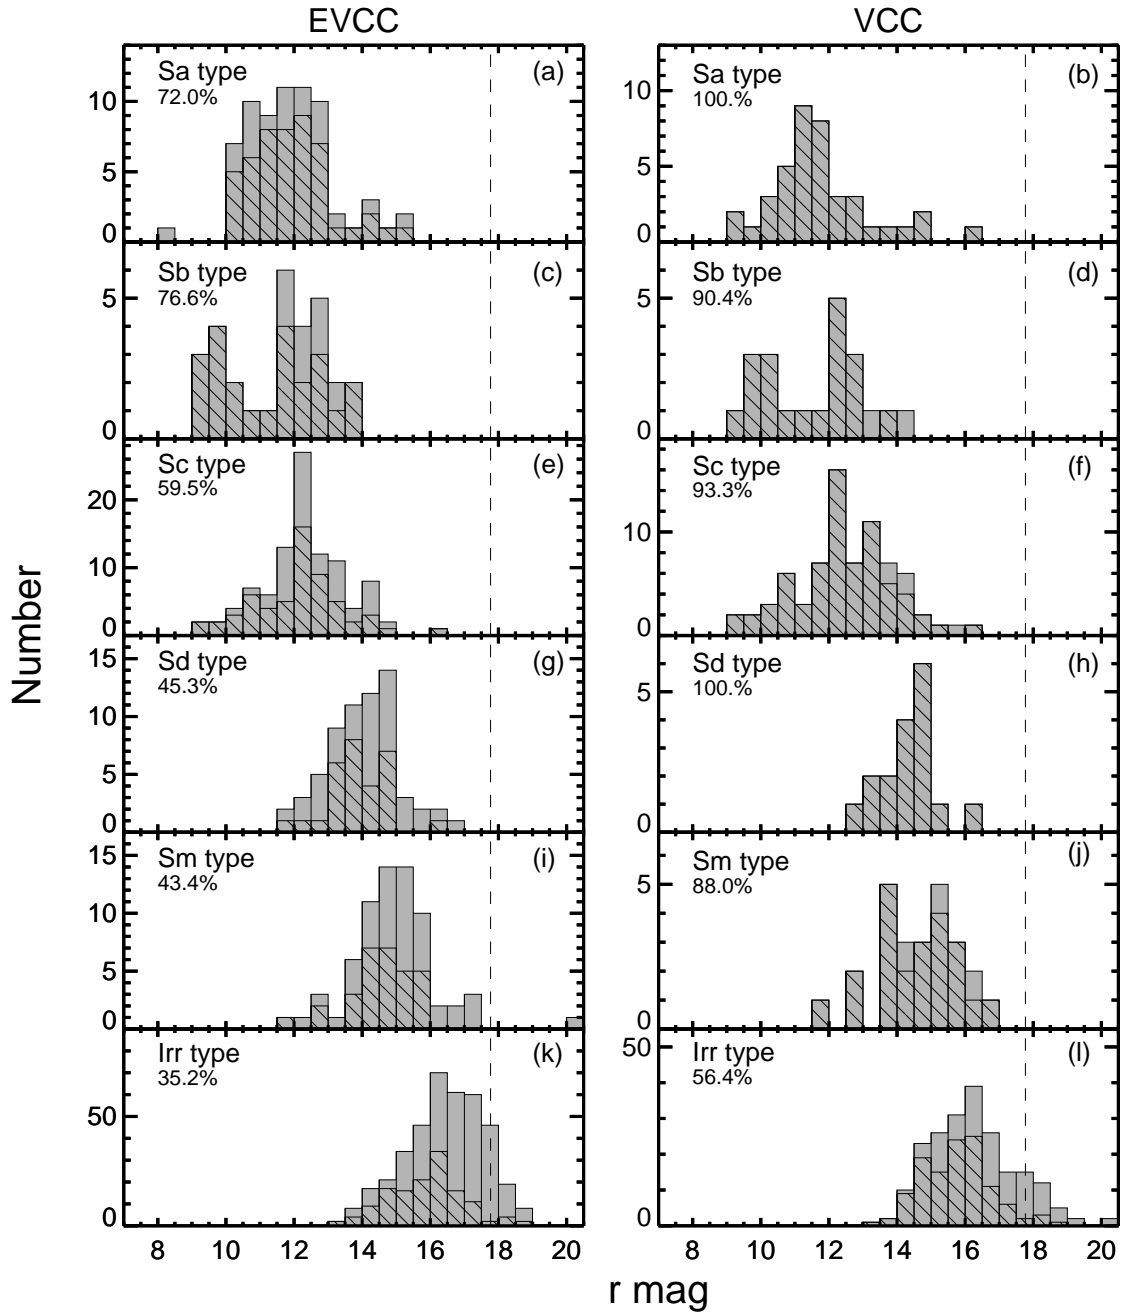 EVCC
VCC
Sa type (a)
72.0%
10
5
0
Sa type (b)
100.%
10
5
0
Sb type (c)
76.6%
5
0
Sb type (d)
90.4%
5
0
Sc type (e)
59.5%
20
10
0
Sc type (f)
93.3%
10
0
Number
Sd type (g)
45.3%
15
10
5
0
Sd type (h)
100.%
5
0
Sm type (i)
43.4%
15
10
5
0
Sm type (j)
88.0%
5
0
Irr type (k)
35.2%
50
0
Irr type (l)
56.4%
50
0
8 10 12 14 16 18 20
8 10 12 14 16 18 20
r mag